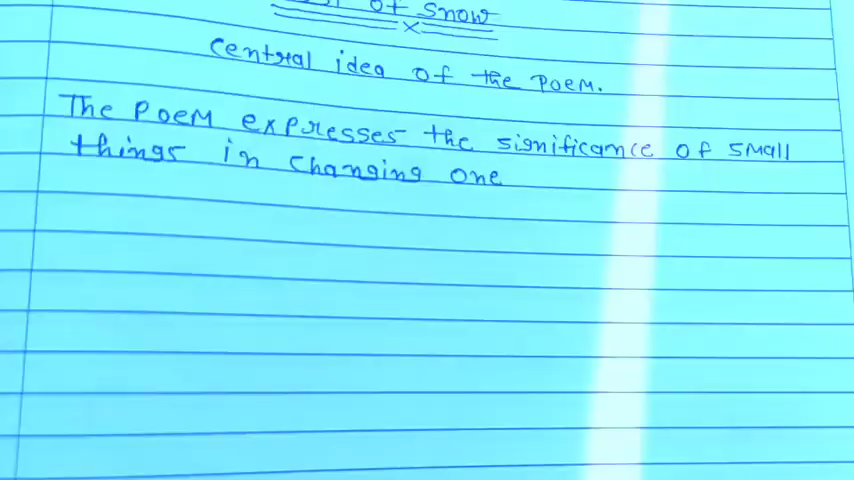 of snow
×
central idea of the Poem.
The Poem expresses the significance of small
things in changing one